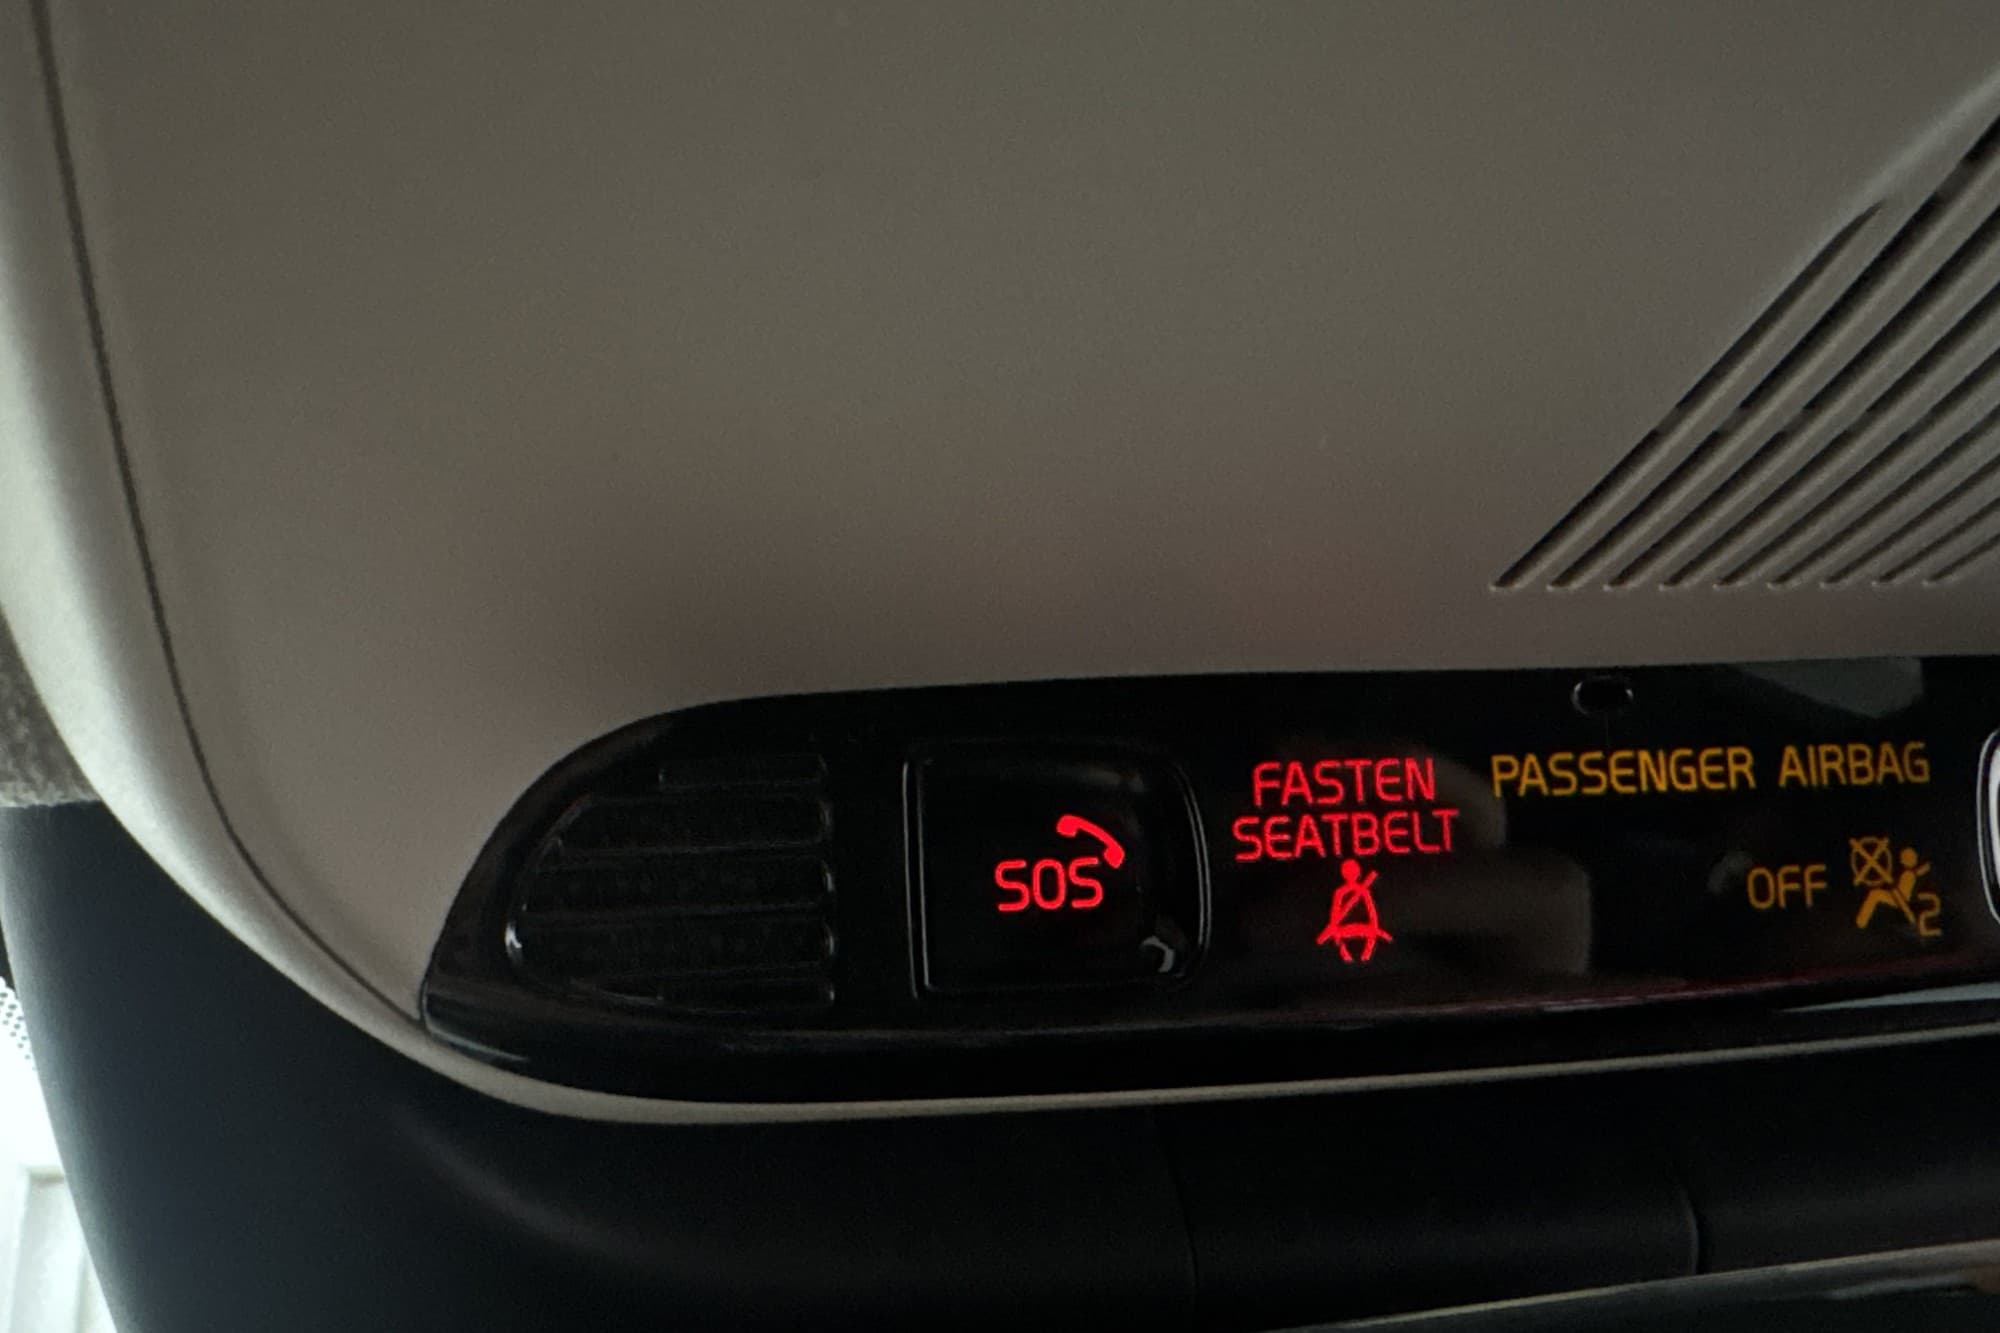 SOS
FASTEN
SEATBELT
PASSENGER AIRBAG
OFF 2